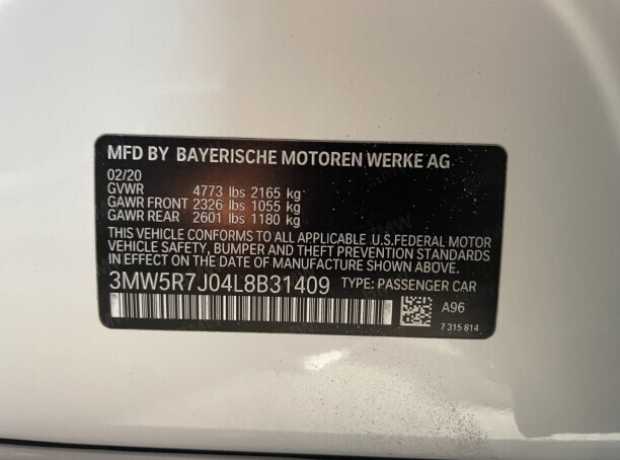 MFD BY BAYERISCHE MOTOREN WERKE AG
02/20
GVWR 4773 lbs 2165 kg
GAWR FRONT 2326 lbs 1055 kg
GAWR REAR 2601 lbs 1180 kg
THIS VEHICLE CONFORMS TO ALL APPLICABLE U.S.FEDERAL MOTOR
VEHICLE SAFETY, BUMPER AND THEFT PREVENTION STANDARDS
IN EFFECT ON THE DATE OF MANUFACTURE SHOWN ABOVE.
3MW5R7J04L8B31409 TYPE: PASSENGER CAR
A96
7 315 814